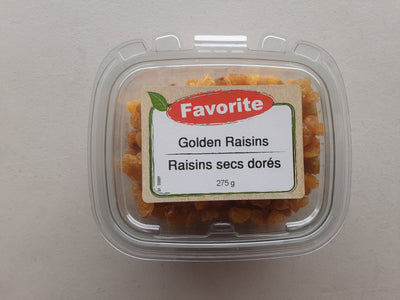 Favorite
Golden Raisins
Raisins secs dorés
275 g